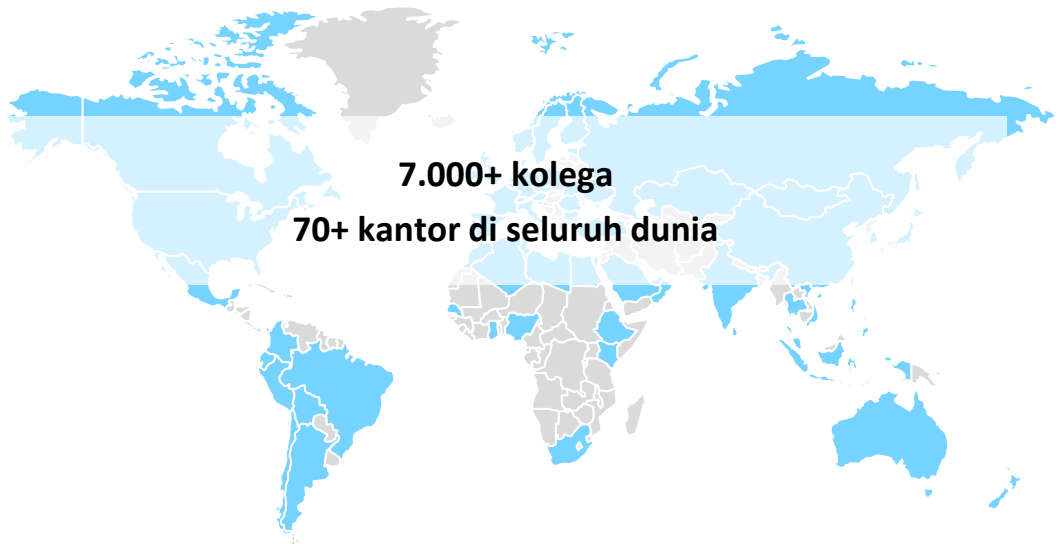 7.000+ kolega
70+ kantor di seluruh dunia